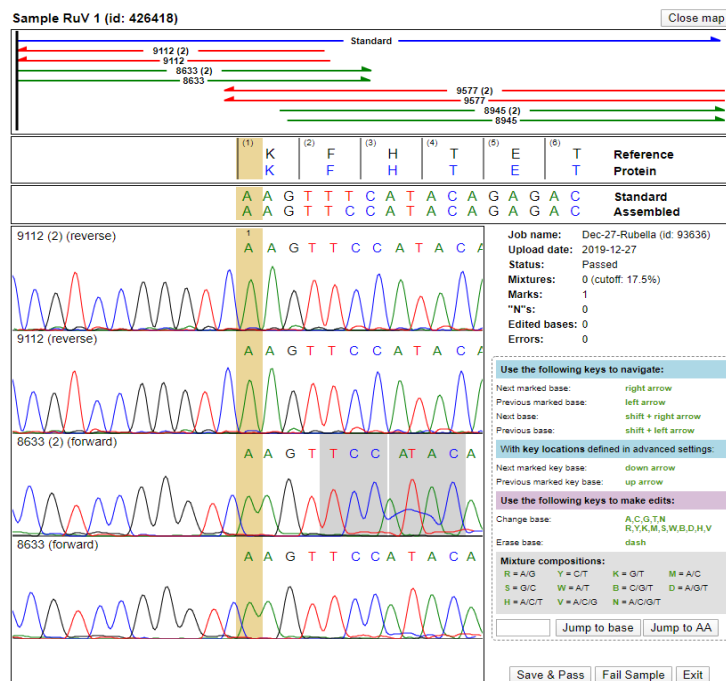 Sample RuV 1 (id: 426418)
Close map
Standard
9112 (2)
9112
8633 (2)
8633
9577 (2)
9577
8945 (2)
8945
(1) (2) (3) (4) (5) (6)
K F H T E T Reference
K F H T E T Protein
A A G T T T C A T A C A G A G A C Standard
A A G T T C C A T A C A G A G A C Assembled
9112 (2) (reverse)
1
A A G T T C C A T A C A
9112 (reverse)
A A G T T C C A T A C A
8633 (2) (forward)
A A G T T C C A T A C A
8633 (forward)
A A G T T C C A T A C A
Job name: Dec-27-Rubella (id: 93636)
Upload date: 2019-12-27
Status: Passed
Mixtures: 0 (cutoff: 17.5%)
Marks: 1
"N"s: 0
Edited bases: 0
Errors: 0
Use the following keys to navigate:
Next marked base: right arrow
Previous marked base: left arrow
Next base: shift + right arrow
Previous base: shift + left arrow
With key locations defined in advanced settings:
Next marked key base: down arrow
Previous marked key base: up arrow
Use the following keys to make edits:
Change base: A,C,G,T,N
R,Y,K,M,S,W,B,D,H,V
Erase base: dash
Mixture compositions:
R = A/G Y = C/T K = G/T M = A/C
S = G/C W = A/T B = C/G/T D = A/G/T
H = A/C/T V = A/C/G N = A/C/G/T
Jump to base Jump to AA
Save & Pass Fail Sample Exit